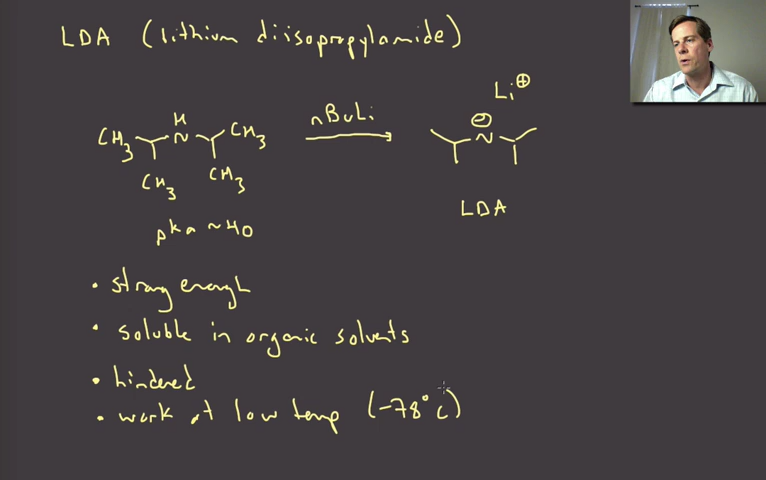 LDA (lithium diisopropylamide)
Li⊕
H nBuLi ⊖
CH3 N CH3 N
CH3 CH3
LDA
pka ~40
• strong enough
• soluble in organic solvents
• hindered
• work at low temp (-78° c)